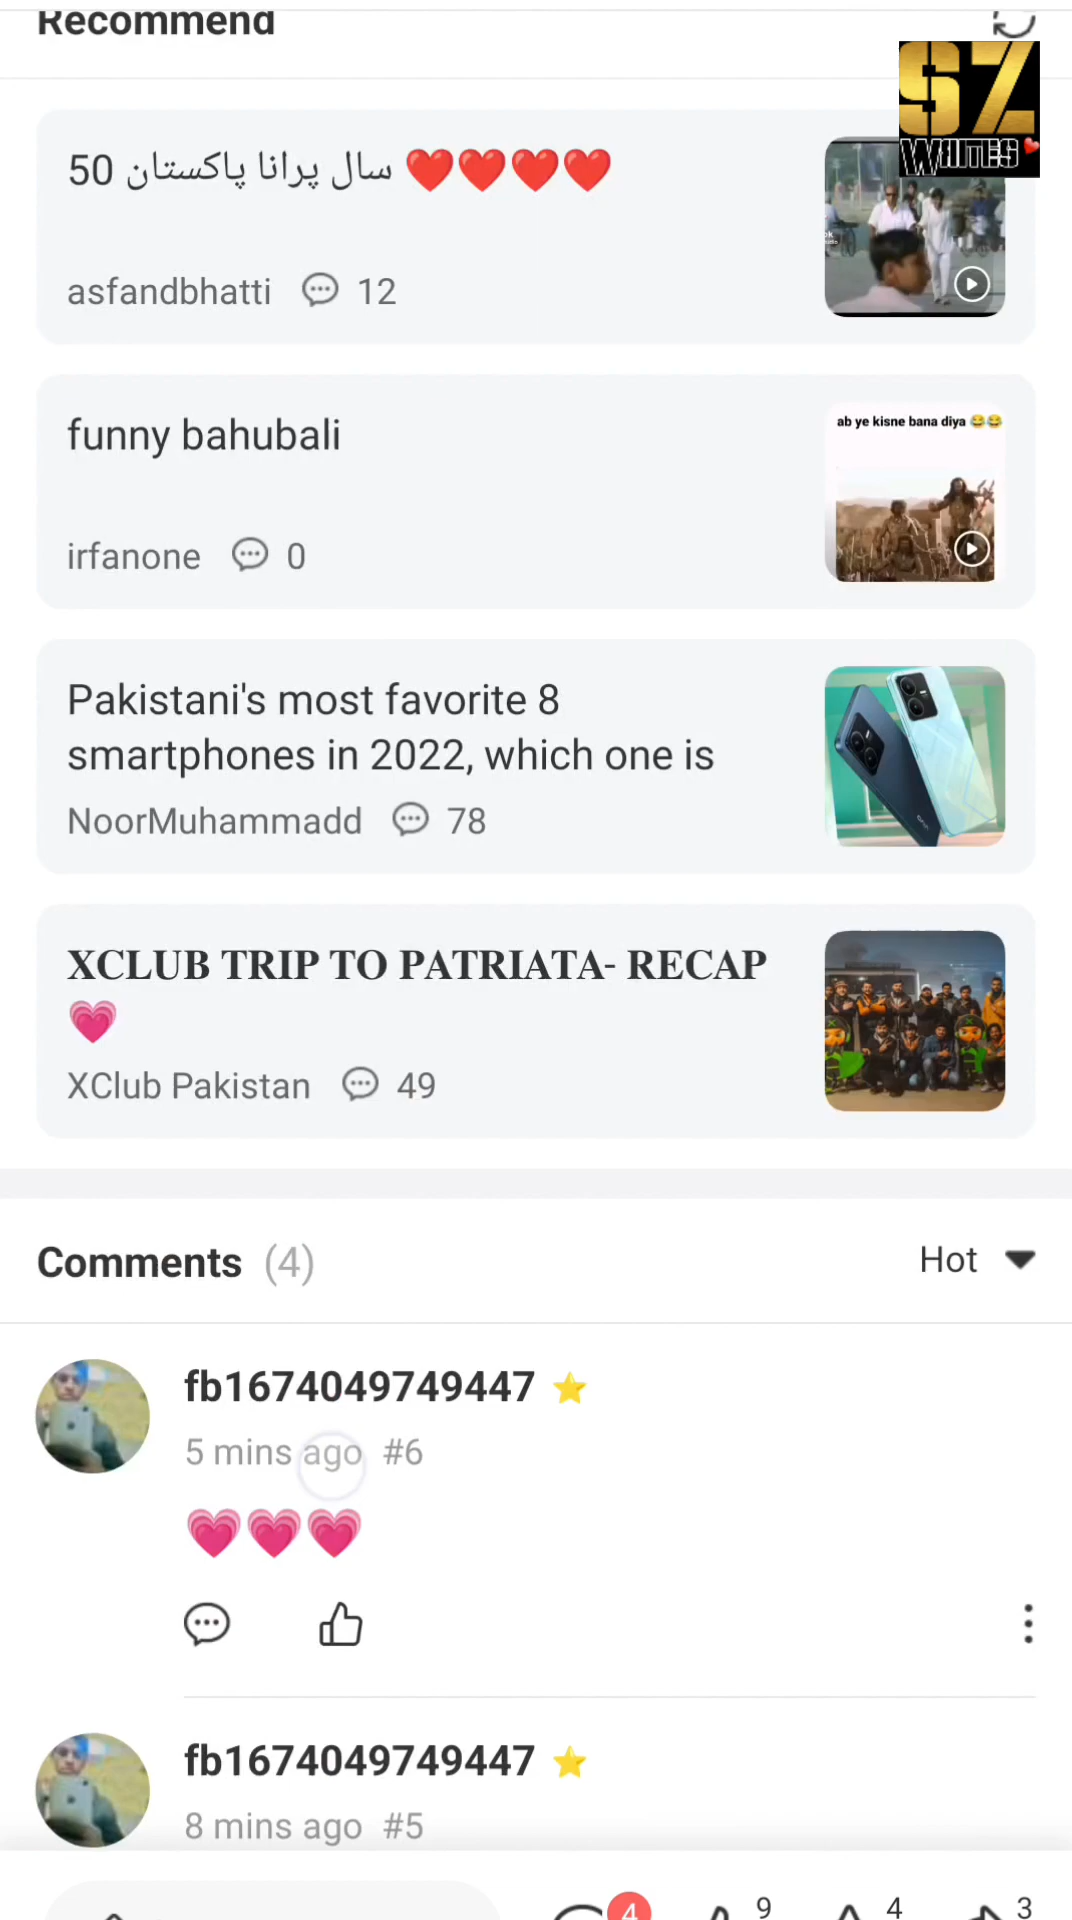 Recommend
SZ
WRITES
50 سال پرانا پاکستان ❤️❤️❤️❤️
asfandbhatti 12
funny bahubali
ab ye kisne bana diya 😂😂
irfanone 0
Pakistani's most favorite 8
smartphones in 2022, which one is
NoorMuhammadd 78
XCLUB TRIP TO PATRIATA- RECAP
💗
XClub Pakistan 49
Comments (4)
Hot
fb1674049749447 ⭐
5 mins ago #6
💗💗💗
fb1674049749447 ⭐
8 mins ago #5
4 9 4 3